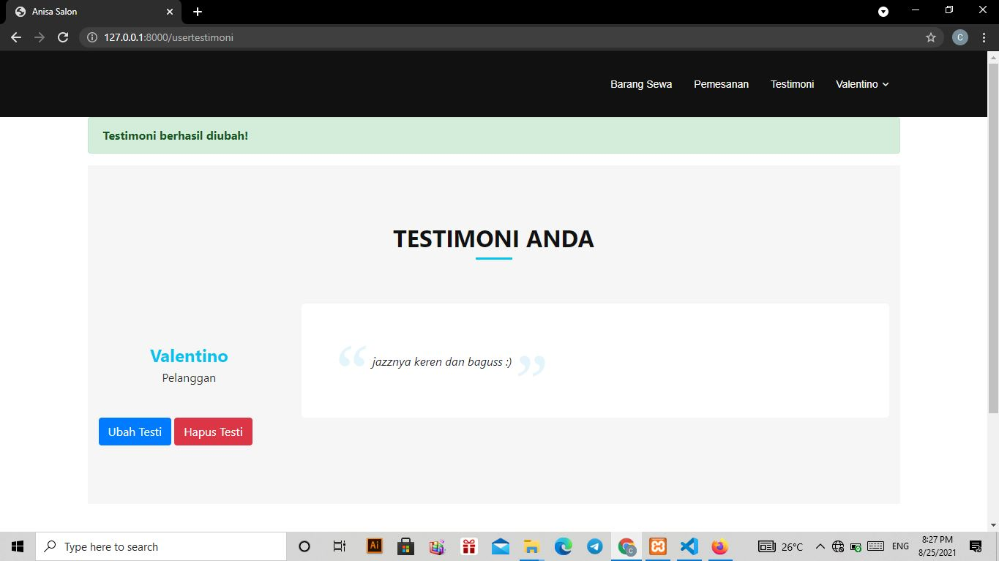 Anisa Salon
127.0.0.1:8000/usertestimoni
C
Barang Sewa Pemesanan Testimoni Valentino
Testimoni berhasil diubah!
TESTIMONI ANDA
Valentino
Pelanggan
“ jazznya keren dan baguss :) ”
Ubah Testi Hapus Testi
Type here to search
Ai
C
26°C
ENG
8:27 PM
8/25/2021